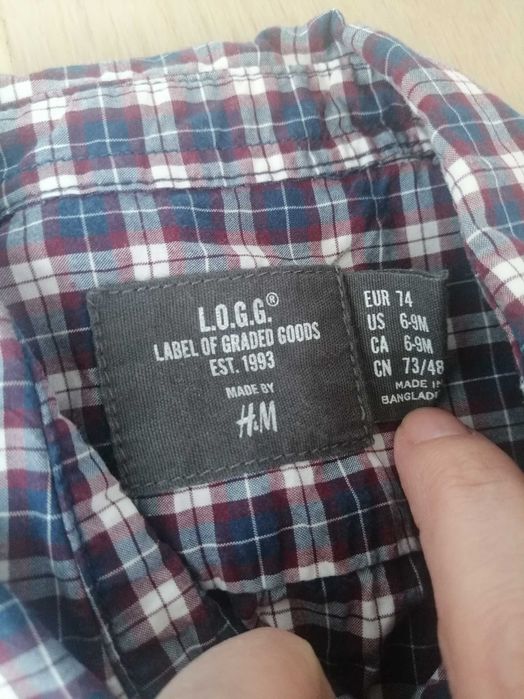 L.O.G.G.®
LABEL OF GRADED GOODS
EST. 1993
MADE BY
H&M
EUR 74
US 6-9M
CA 6-9M
CN 73/48
MADE IN